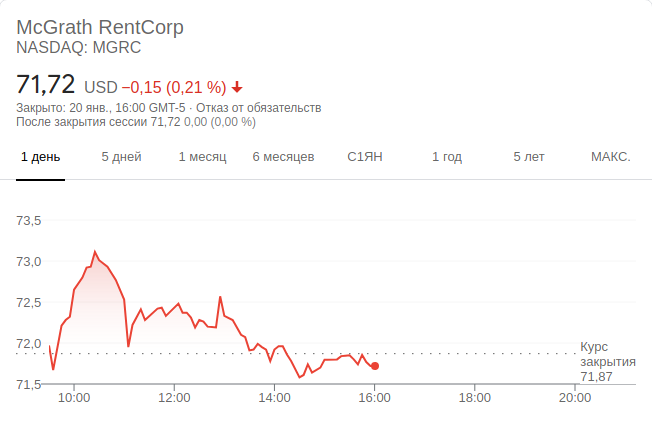 McGrath RentCorp
NASDAQ: MGRC
71,72 USD −0,15 (0,21 %)
Закрыто: 20 янв., 16:00 GMT-5 · Отказ от обязательств
После закрытия сессии 71,72 0,00 (0,00 %)
1 день 5 дней 1 месяц 6 месяцев С1ЯН 1 год 5 лет МАКС.
73,5
73,0
72,5
72,0
Курс
закрытия
71,87
71,5
10:00 12:00 14:00 16:00 18:00 20:00